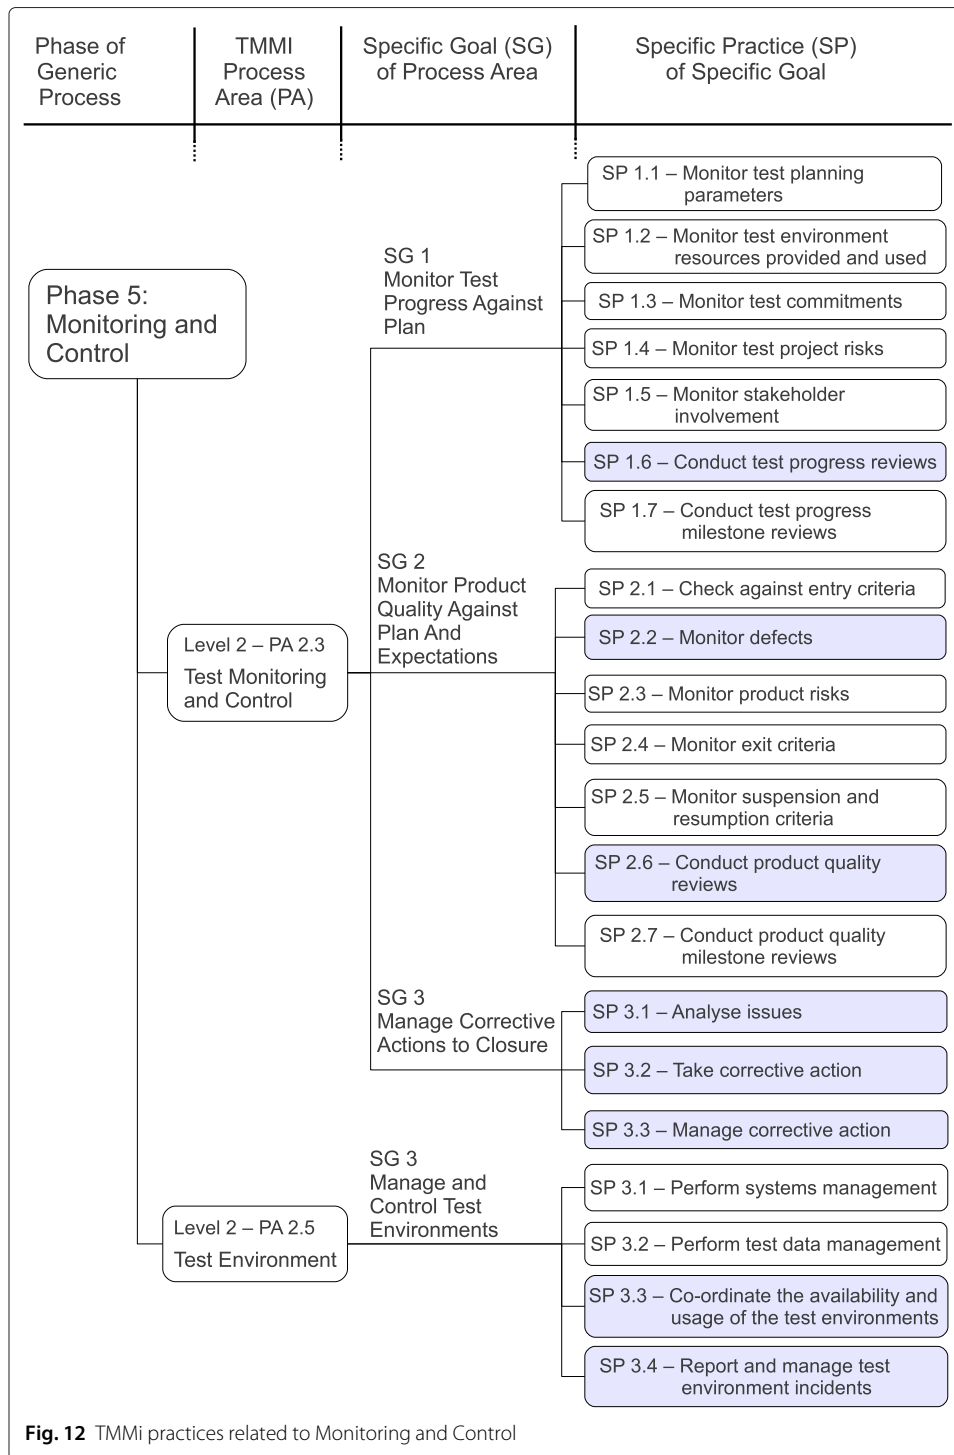 Phase of
Generic
Process
TMMI
Process
Area (PA)
Specific Goal (SG)
of Process Area
Specific Practice (SP)
of Specific Goal
Phase 5:
Monitoring and
Control
Level 2 – PA 2.3
Test Monitoring
and Control
SG 1
Monitor Test
Progress Against
Plan
SP 1.1 – Monitor test planning
parameters
SP 1.2 – Monitor test environment
resources provided and used
SP 1.3 – Monitor test commitments
SP 1.4 – Monitor test project risks
SP 1.5 – Monitor stakeholder
involvement
SP 1.6 – Conduct test progress reviews
SP 1.7 – Conduct test progress
milestone reviews
SG 2
Monitor Product
Quality Against
Plan And
Expectations
SP 2.1 – Check against entry criteria
SP 2.2 – Monitor defects
SP 2.3 – Monitor product risks
SP 2.4 – Monitor exit criteria
SP 2.5 – Monitor suspension and
resumption criteria
SP 2.6 – Conduct product quality
reviews
SP 2.7 – Conduct product quality
milestone reviews
SG 3
Manage Corrective
Actions to Closure
SP 3.1 – Analyse issues
SP 3.2 – Take corrective action
SP 3.3 – Manage corrective action
Level 2 – PA 2.5
Test Environment
SG 3
Manage and
Control Test
Environments
SP 3.1 – Perform systems management
SP 3.2 – Perform test data management
SP 3.3 – Co-ordinate the availability and
usage of the test environments
SP 3.4 – Report and manage test
environment incidents
Fig. 12 TMMi practices related to Monitoring and Control